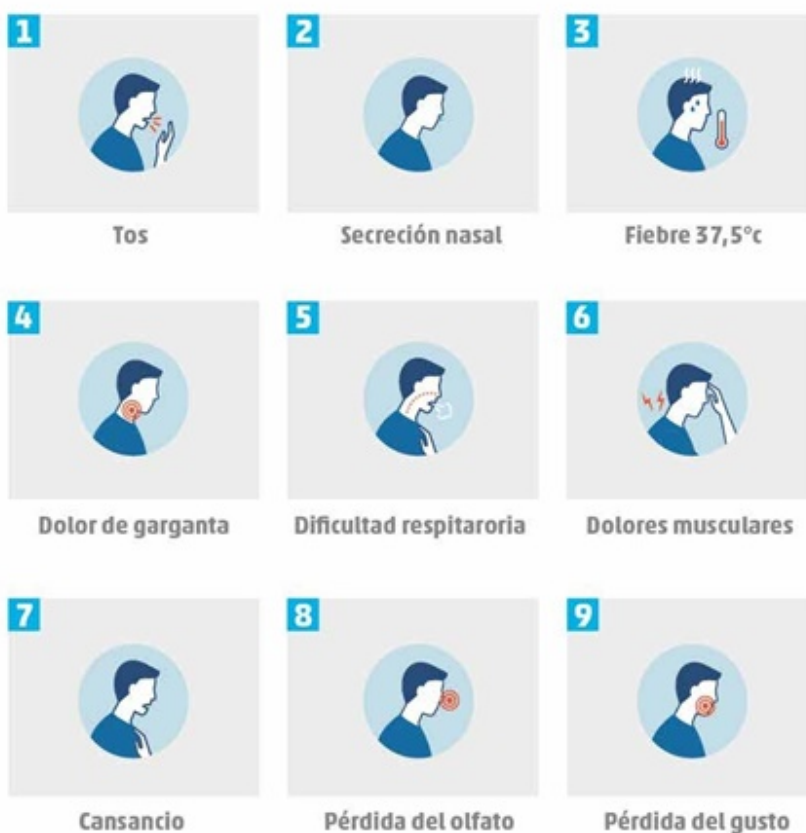 1
2
3
Tos
Secreción nasal
Fiebre 37,5°c
4
5
6
Dolor de garganta
Dificultad respitaroria
Dolores musculares
7
8
9
Cansancio
Pérdida del olfato
Pérdida del gusto